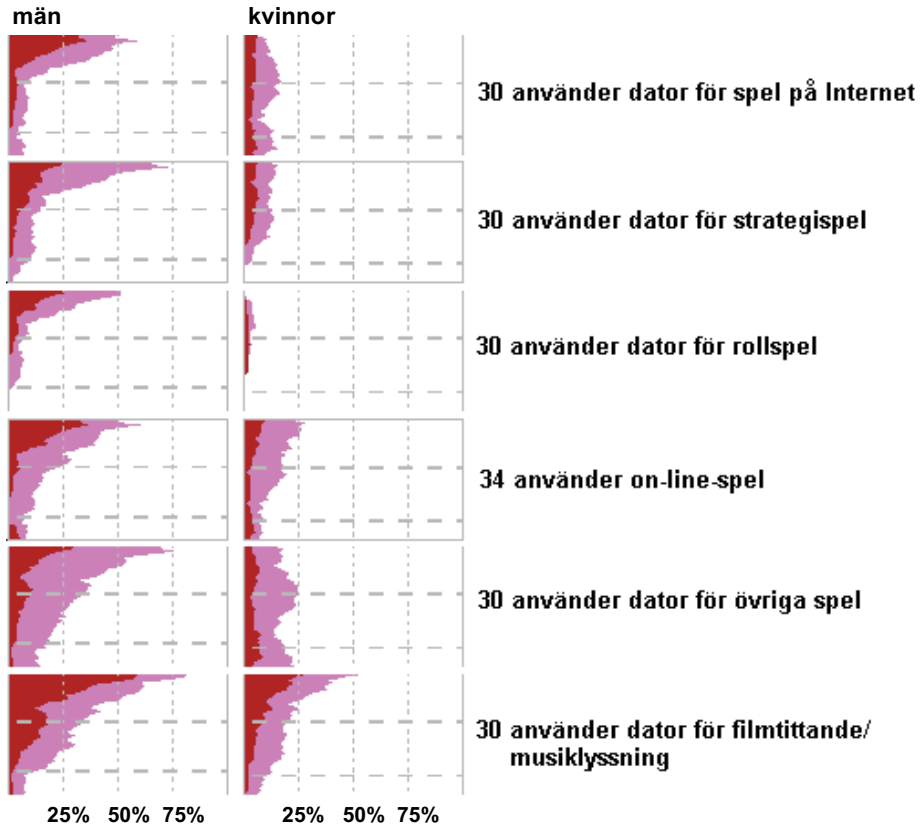 män kvinnor
30 använder dator för spel på Internet
30 använder dator för strategispel
30 använder dator för rollspel
34 använder on-line-spel
30 använder dator för övriga spel
30 använder dator för filmtittande/
musiklyssning
25% 50% 75% 25% 50% 75%